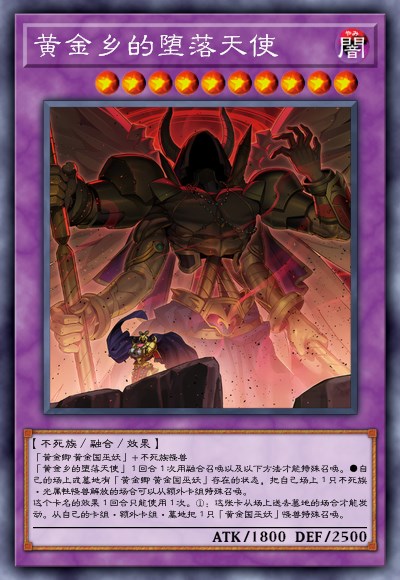 黄金乡的堕落天使
やみ
闇
【不死族／融合／效果】
「黄金卿 黄金国巫妖」＋不死族怪兽
「黄金乡的堕落天使」1回合1次用融合召唤以及以下方法才能特殊召唤。●自
己的场上或墓地有「黄金卿 黄金国巫妖」存在的状态，把自己场上1只不死族
·光属性怪兽解放的场合可以从额外卡组特殊召唤。
这个卡名的效果1回合只能使用1次。①：这张卡从场上送去墓地的场合才能发
动。从自己的卡组·额外卡组·墓地把1只「黄金国巫妖」怪兽特殊召唤。
ATK/1800 DEF/2500